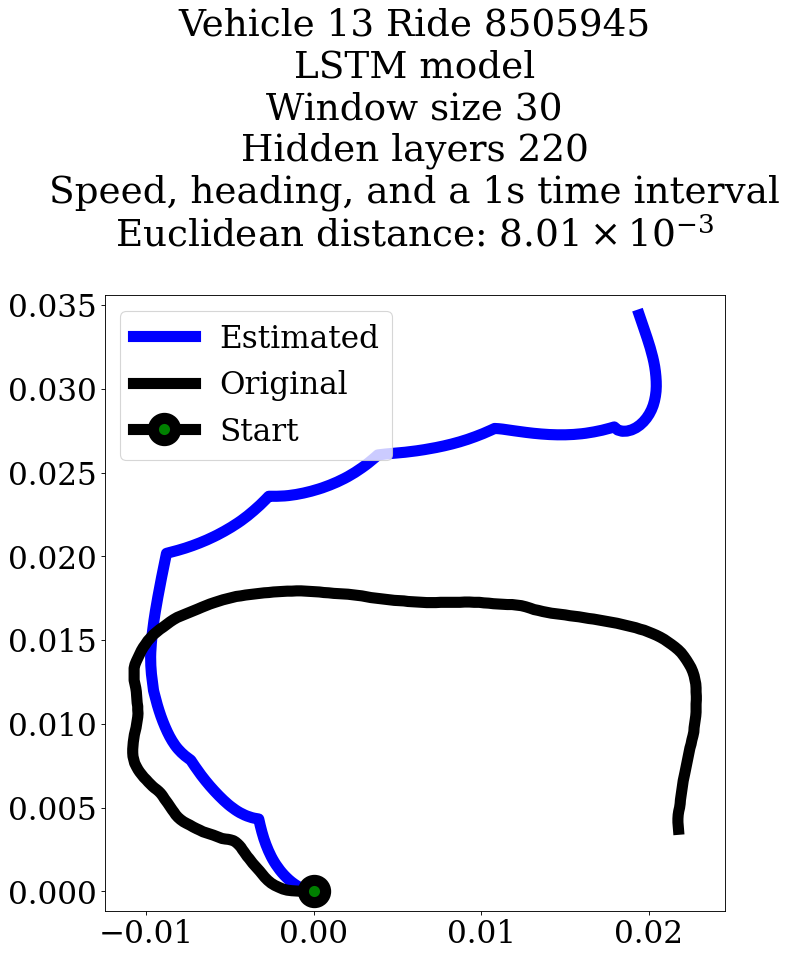 Vehicle 13 Ride 8505945
LSTM model
Window size 30
Hidden layers 220
Speed, heading, and a 1s time interval
Euclidean distance: 8.01 × 10⁻³
0.035
Estimated
Original
Start
0.030
0.025
0.020
0.015
0.010
0.005
0.000
−0.01 0.00 0.01 0.02